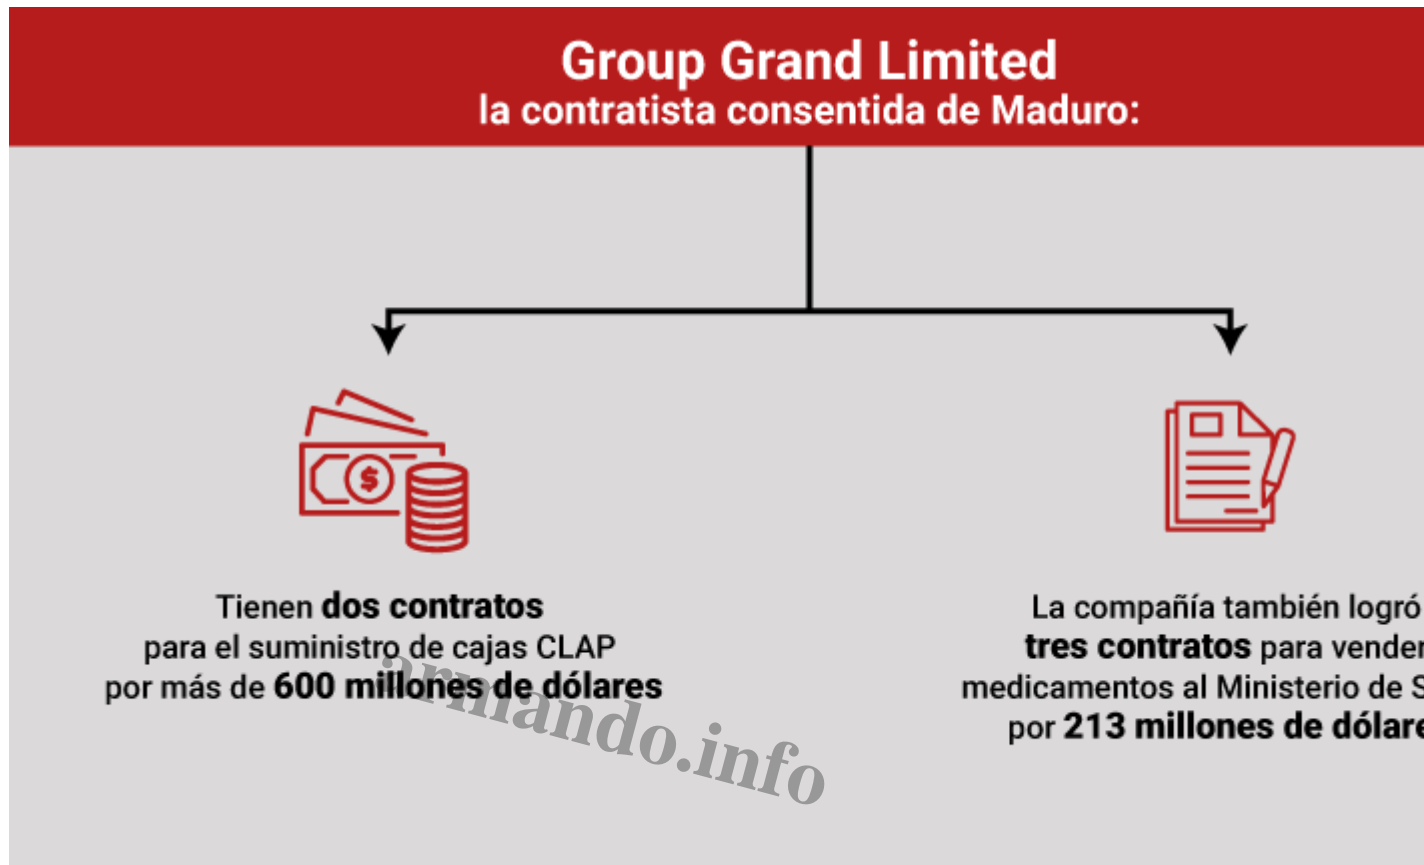 Group Grand Limited
la contratista consentida de Maduro:
Tienen dos contratos
para el suministro de cajas CLAP
por más de 600 millones de dólares
La compañía también logró
tres contratos para vender
medicamentos al Ministerio de
por 213 millones de
armando.info